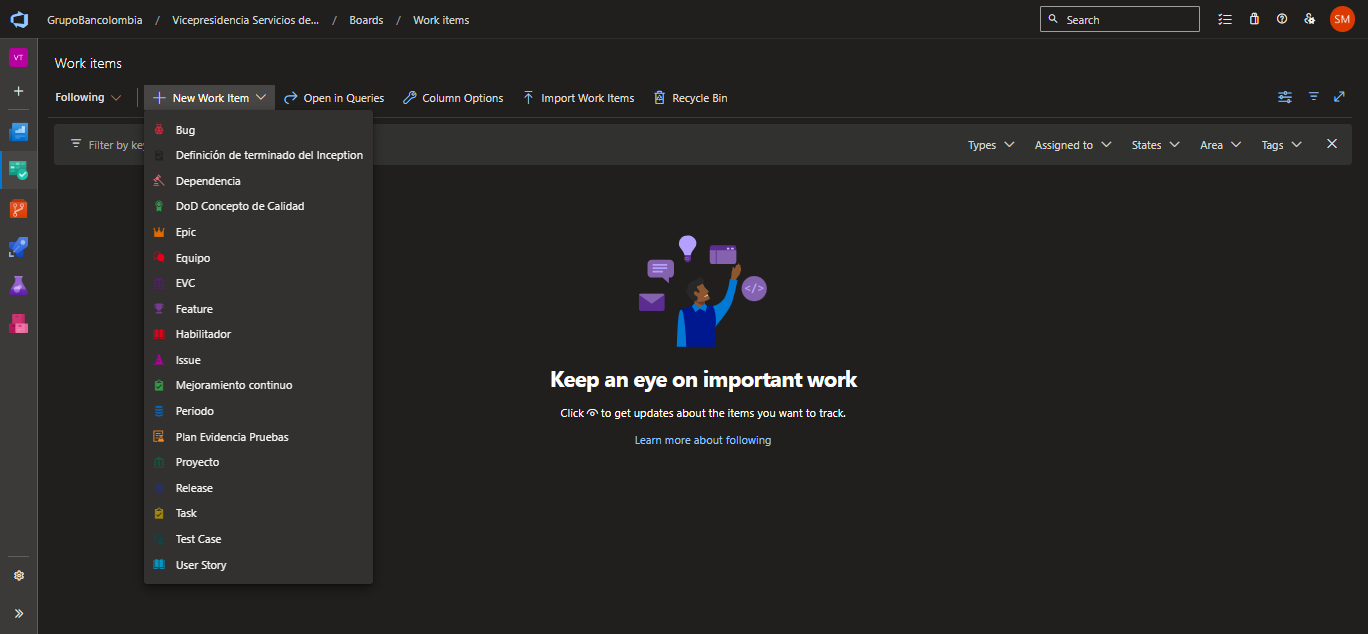 GrupoBancolombia / Vicepresidencia Servicios de... / Boards / Work items
Search
SM
VT
Work items
Following
New Work Item
Open in Queries
Column Options
Import Work Items
Recycle Bin
Filter by ke
Types
Assigned to
States
Area
Tags
Bug
Definición de terminado del Inception
Dependencia
DoD Concepto de Calidad
Epic
Equipo
EVC
Feature
Habilitador
Issue
Mejoramiento continuo
Periodo
Plan Evidencia Pruebas
Proyecto
Release
Task
Test Case
User Story
</>
Keep an eye on important work
Click to get updates about the items you want to track.
Learn more about following